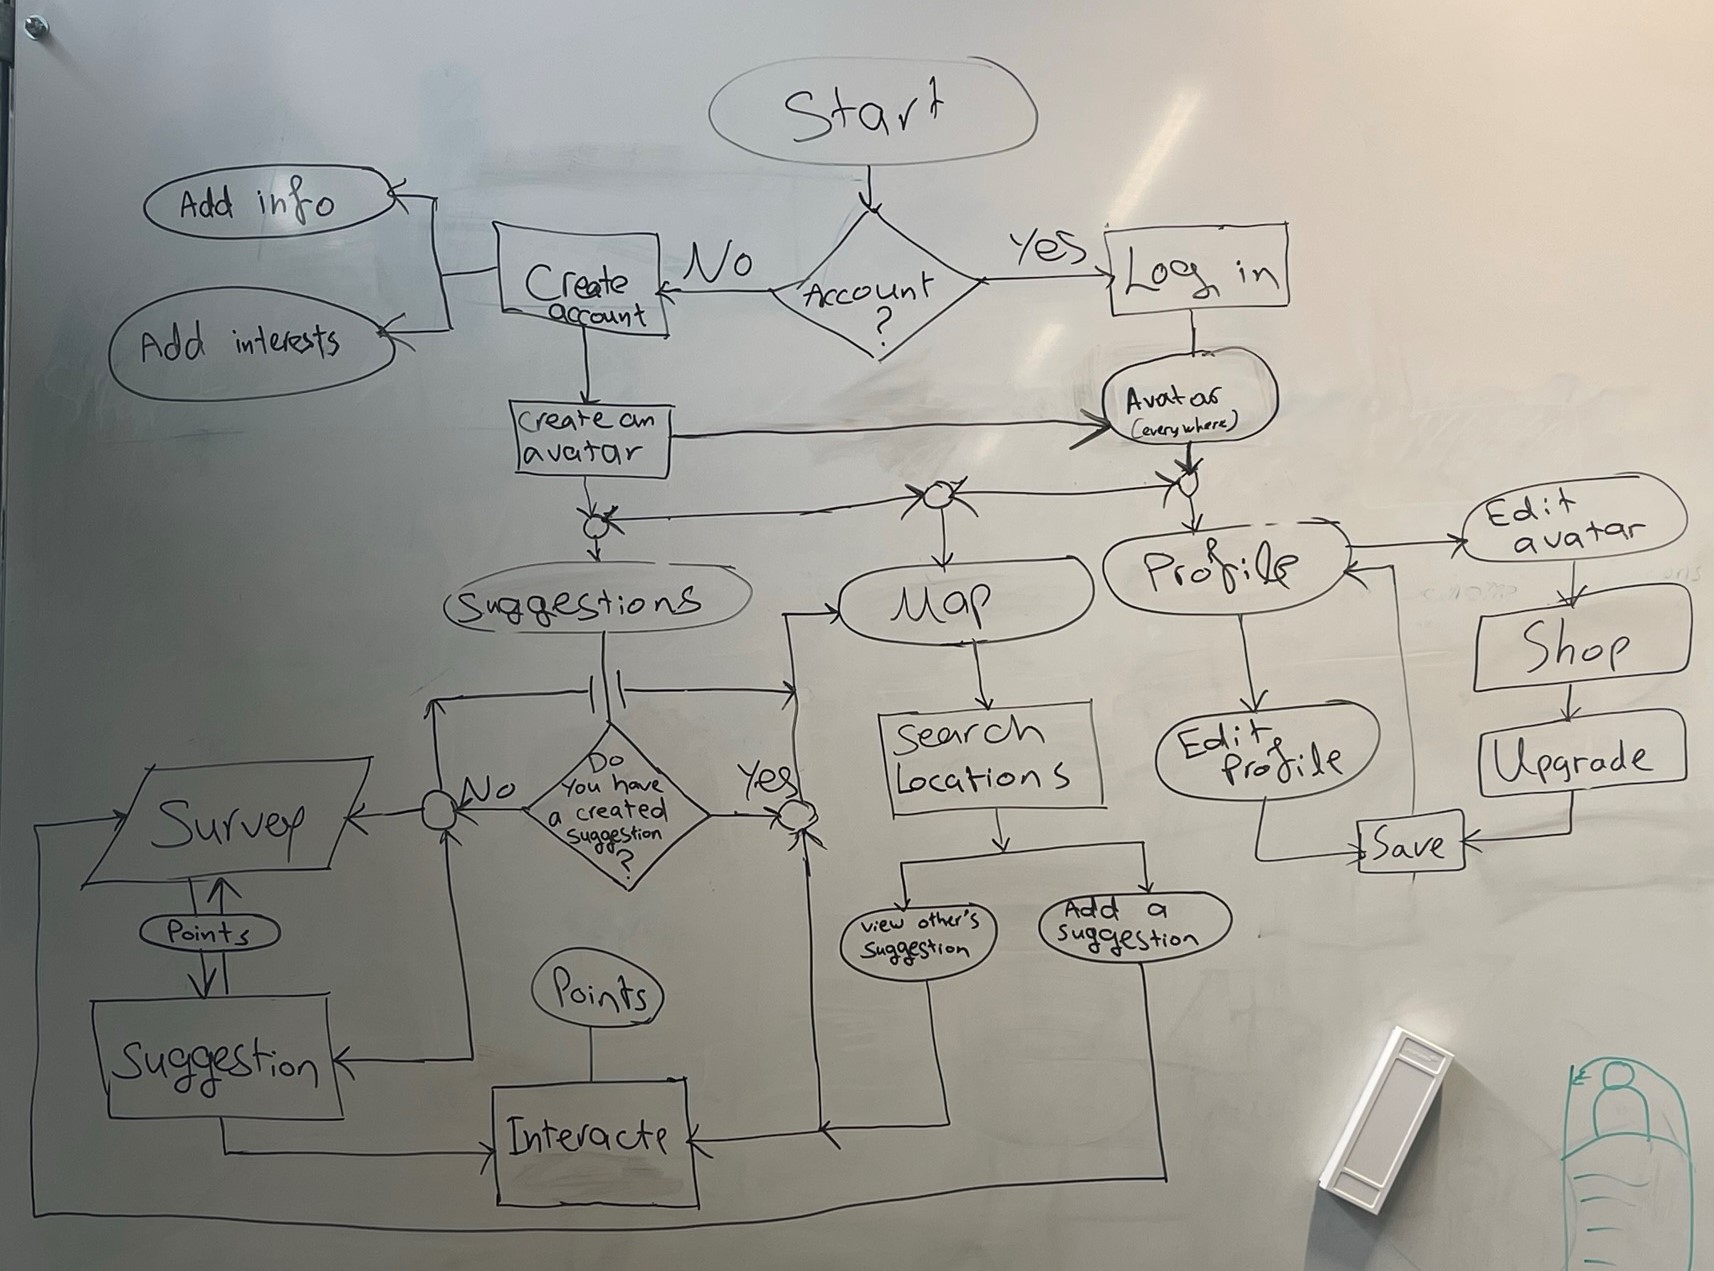 Start
Add info
Create
account
No
Account
?
Yes
Log in
Add interests
Create an
avatar
Avatar
(everywhere)
Edit
avatar
Profile
Suggestions
Map
Shop
Search
Locations
Edit
Profile
Upgrade
Survey
No
Do
You have
a created
suggestion
?
Yes
Save
Points
View other's
suggestion
Add a
suggestion
Points
Suggestion
Interacte